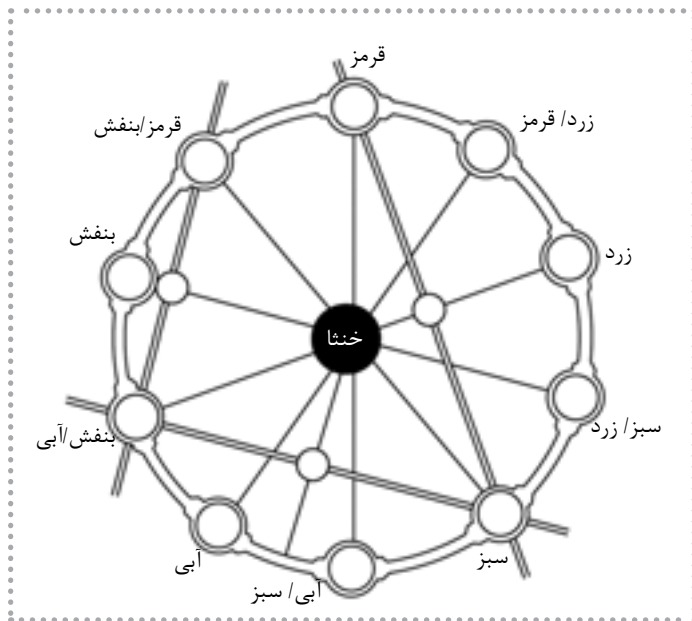 قرمز
زرد/ قرمز
قرمز/بنفش
بنفش
زرد
خنثا
سبز/ زرد
بنفش/آبی
سبز
آبی
آبی/ سبز